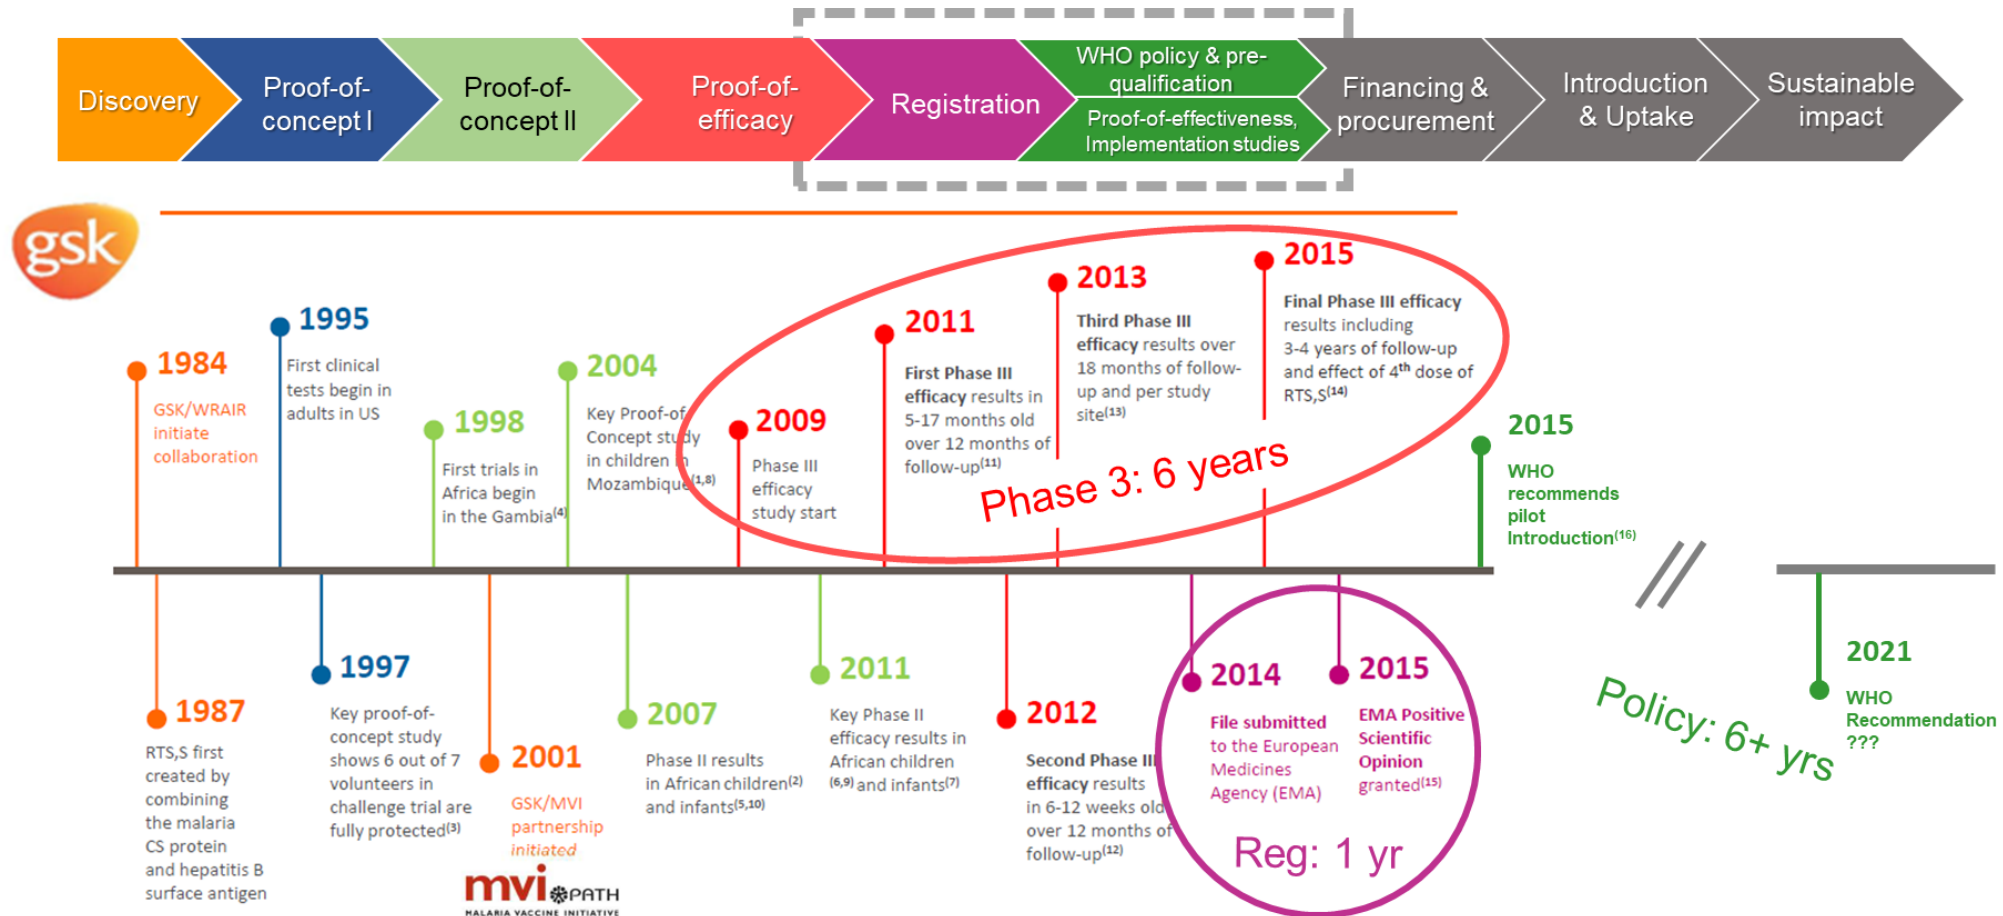 Discovery
Proof-of-
concept I
Proof-of-
concept II
Proof-of-
efficacy
Registration
WHO policy & pre-
qualification
Proof-of-effectiveness,
Implementation studies
Financing &
procurement
Introduction
& Uptake
Sustainable
impact
gsk
1984
GSK/WRAIR
initiate
collaboration
1995
First clinical
tests begin in
adults in US
1998
First trials in
Africa begin
in the Gambia(4)
2004
Key Proof-of
Concept study
in children in
Mozambique(1,8)
2009
Phase III
efficacy
study start
2011
First Phase III
efficacy results in
5-17 months old
over 12 months of
follow-up(11)
2013
Third Phase III
efficacy results over
18 months of follow-
up and per study
site(13)
2015
Final Phase III efficacy
results including
3-4 years of follow-up
and effect of 4th dose of
RTS,S(14)
Phase 3: 6 years
2015
WHO
recommends
pilot
Introduction(16)
1987
RTS,S first
created by
combining
the malaria
CS protein
and hepatitis B
surface antigen
1997
Key proof-of-
concept study
shows 6 out of 7
volunteers in
challenge trial are
fully protected(3)
2001
GSK/MVI
partnership
initiated
mvi PATH
MALARIA VACCINE INITIATIVE
2007
Phase II results
in African children(2)
and infants(5,10)
2011
Key Phase II
efficacy results in
African children
(6,9) and infants(7)
2012
Second Phase III
efficacy results
in 6-12 weeks old
over 12 months of
follow-up(12)
2014
File submitted
to the European
Medicines
Agency (EMA)
2015
EMA Positive
Scientific
Opinion
granted(15)
Reg: 1 yr
Policy: 6+ yrs
2021
WHO
Recommendation
???